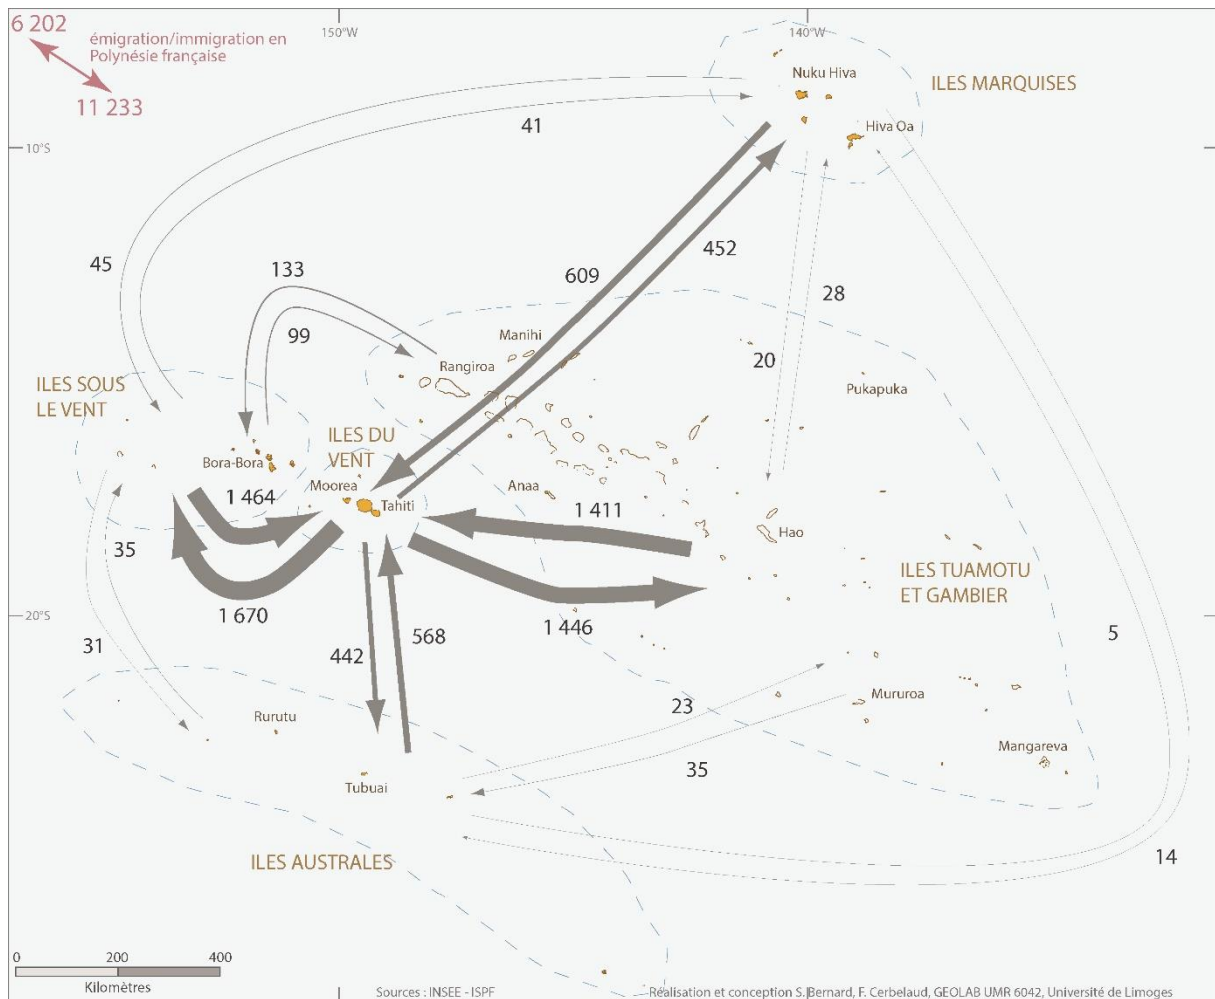 6 202
émigration/immigration en
Polynésie française
11 233
150°W
140°W
10°S
20°S
Nuku Hiva
ILES MARQUISES
Hiva Oa
41
45
452
609
133
99
28
20
Manihi
Rangiroa
Pukapuka
ILES SOUS
LE VENT
ILES DU
VENT
Bora-Bora
Moorea
Tahiti
Anaa
1 464
1 411
Hao
35
ILES TUAMOTU
ET GAMBIER
1 670
1 446
568
442
31
5
23
Mururoa
Rurutu
Mangareva
35
Tubuai
14
ILES AUSTRALES
0 200 400
Kilomètres
Sources : INSEE - ISPF
Réalisation et conception S. Bernard, F. Cerbelaud, GEOLAB UMR 6042, Université de Limoges